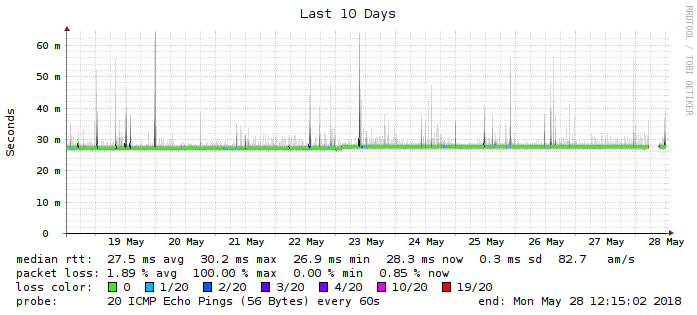 Last 10 Days
RRDTOOL / TOBI OETIKER
Seconds
60 m
50 m
40 m
30 m
20 m
10 m
0
19 May 20 May 21 May 22 May 23 May 24 May 25 May 26 May 27 May 28 May
median rtt: 27.5 ms avg 30.2 ms max 26.9 ms min 28.3 ms now 0.3 ms sd 82.7 am/s
packet loss: 1.89 % avg 100.00 % max 0.00 % min 0.85 % now
loss color: 0 1/20 2/20 3/20 4/20 10/20 19/20
probe: 20 ICMP Echo Pings (56 Bytes) every 60s end: Mon May 28 12:15:02 2018